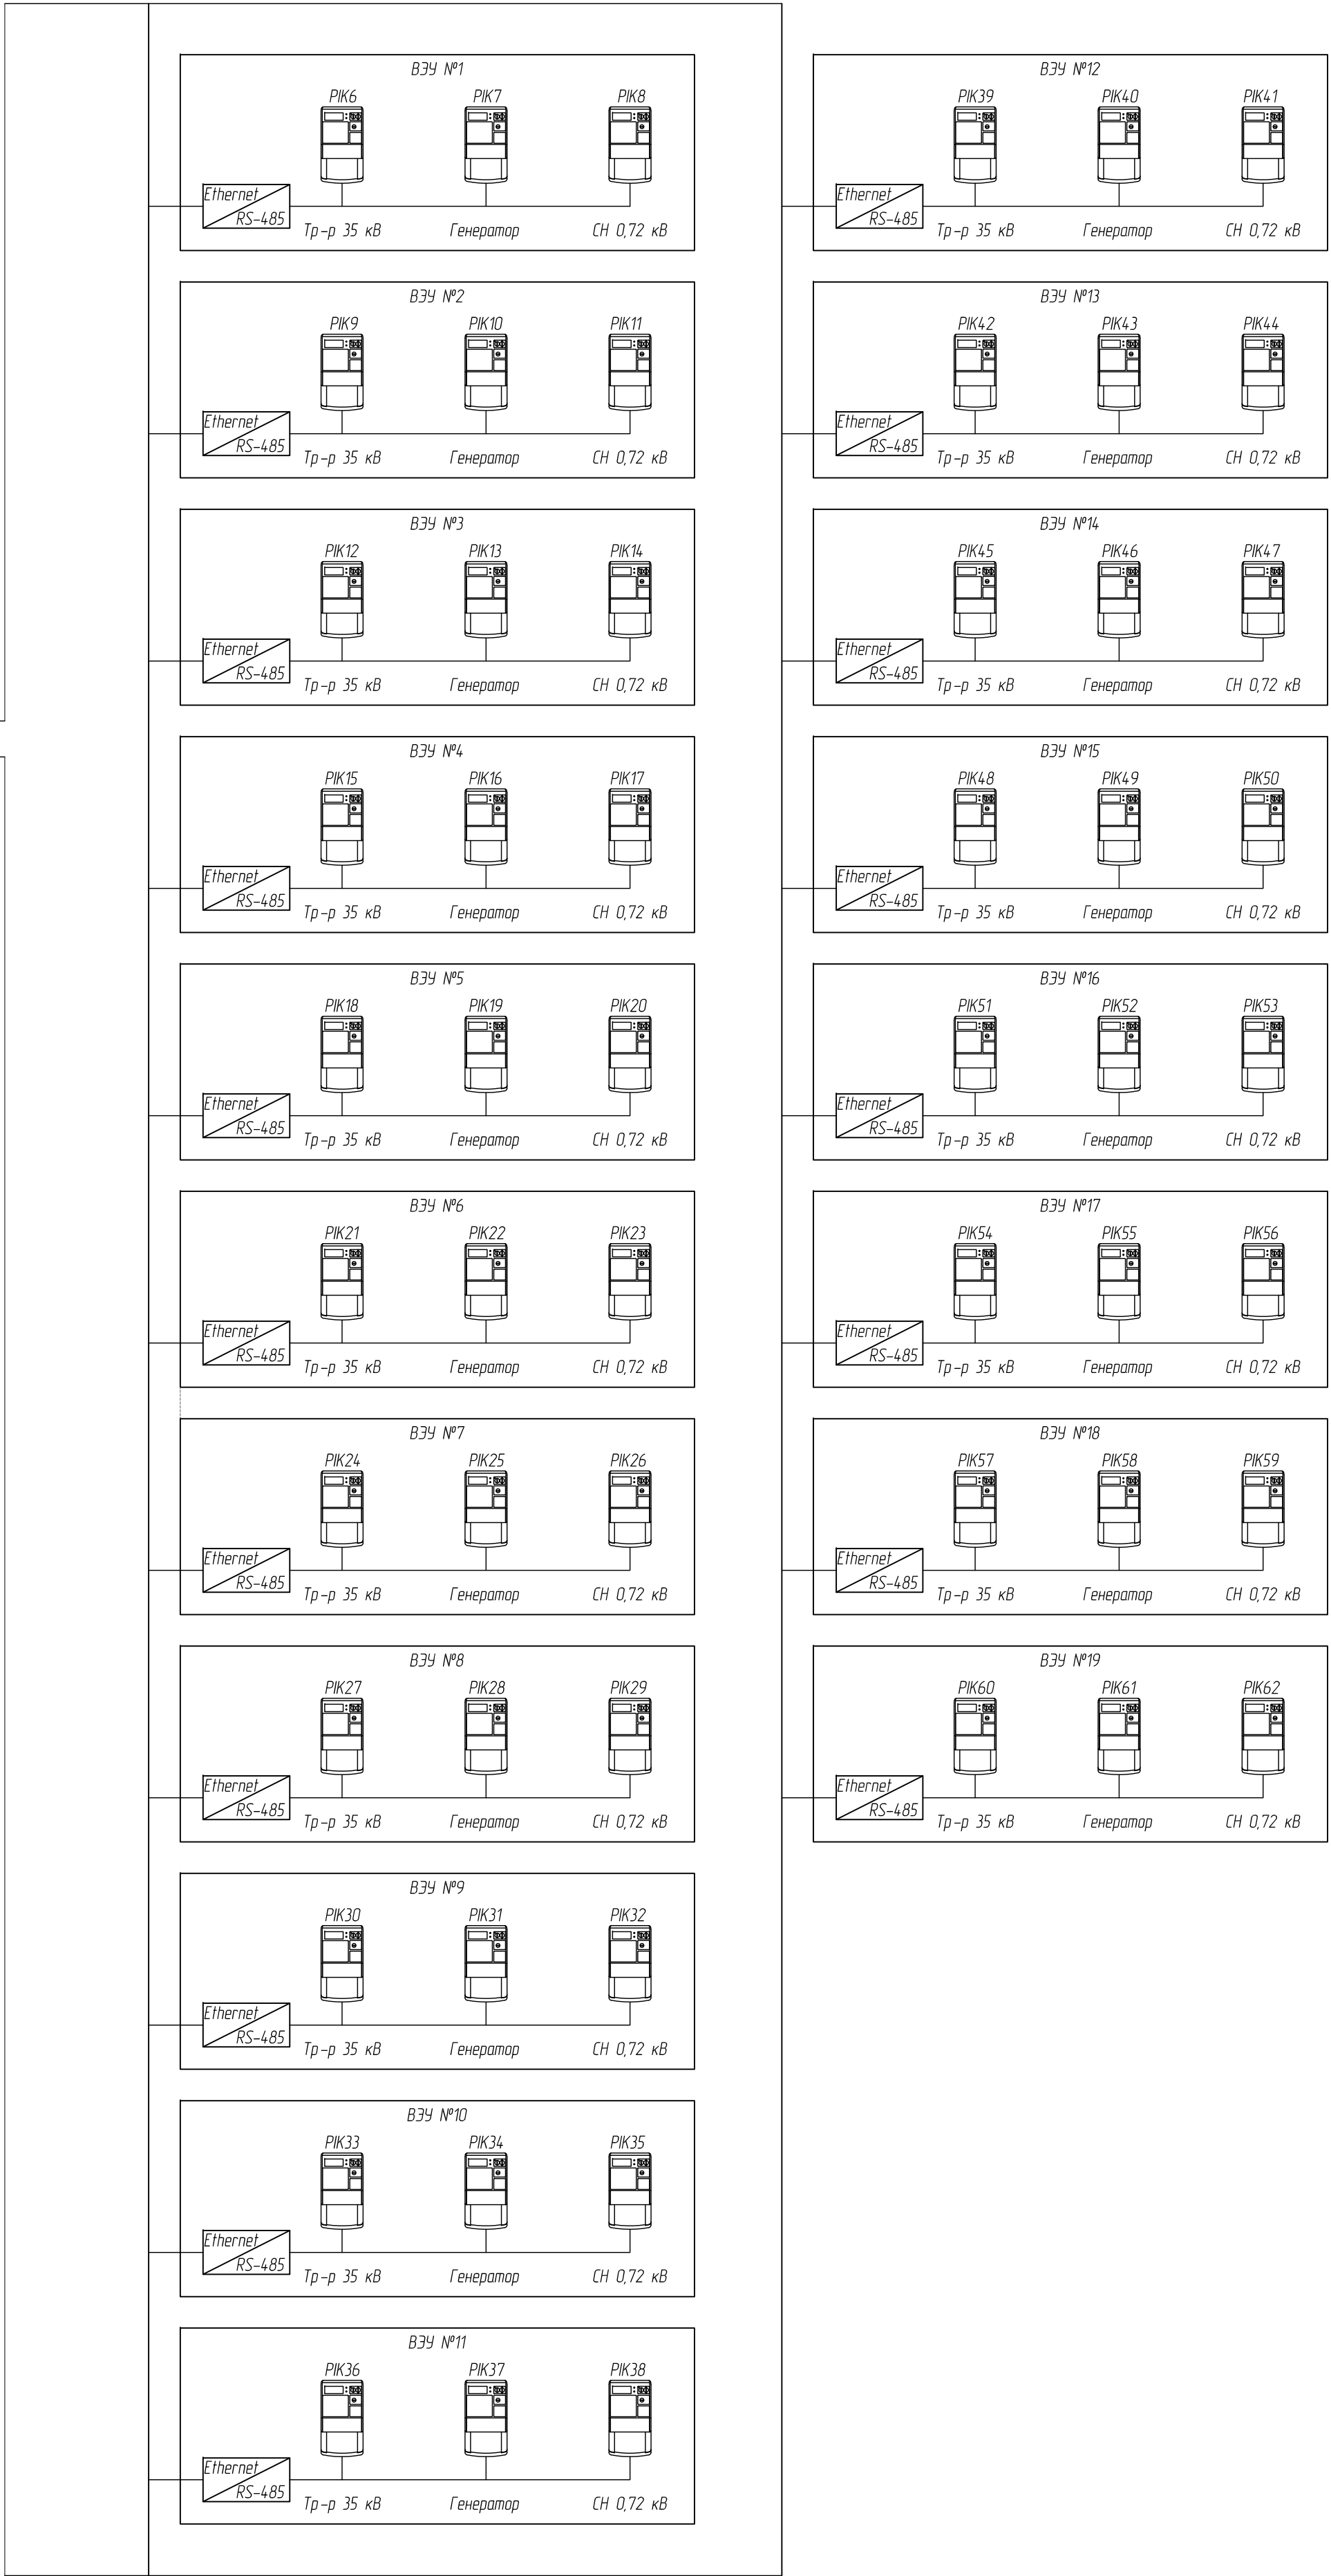 ВЭУ №1
PIK6 PIK7 PIK8
Ethernet
RS-485
Тр-р 35 кВ Генератор СН 0,72 кВ
ВЭУ №2
PIK9 PIK10 PIK11
Ethernet
RS-485
Тр-р 35 кВ Генератор СН 0,72 кВ
ВЭУ №3
PIK12 PIK13 PIK14
Ethernet
RS-485
Тр-р 35 кВ Генератор СН 0,72 кВ
ВЭУ №4
PIK15 PIK16 PIK17
Ethernet
RS-485
Тр-р 35 кВ Генератор СН 0,72 кВ
ВЭУ №5
PIK18 PIK19 PIK20
Ethernet
RS-485
Тр-р 35 кВ Генератор СН 0,72 кВ
ВЭУ №6
PIK21 PIK22 PIK23
Ethernet
RS-485
Тр-р 35 кВ Генератор СН 0,72 кВ
ВЭУ №7
PIK24 PIK25 PIK26
Ethernet
RS-485
Тр-р 35 кВ Генератор СН 0,72 кВ
ВЭУ №8
PIK27 PIK28 PIK29
Ethernet
RS-485
Тр-р 35 кВ Генератор СН 0,72 кВ
ВЭУ №9
PIK30 PIK31 PIK32
Ethernet
RS-485
Тр-р 35 кВ Генератор СН 0,72 кВ
ВЭУ №10
PIK33 PIK34 PIK35
Ethernet
RS-485
Тр-р 35 кВ Генератор СН 0,72 кВ
ВЭУ №11
PIK36 PIK37 PIK38
Ethernet
RS-485
Тр-р 35 кВ Генератор СН 0,72 кВ
ВЭУ №12
PIK39 PIK40 PIK41
Ethernet
RS-485
Тр-р 35 кВ Генератор СН 0,72 кВ
ВЭУ №13
PIK42 PIK43 PIK44
Ethernet
RS-485
Тр-р 35 кВ Генератор СН 0,72 кВ
ВЭУ №14
PIK45 PIK46 PIK47
Ethernet
RS-485
Тр-р 35 кВ Генератор СН 0,72 кВ
ВЭУ №15
PIK48 PIK49 PIK50
Ethernet
RS-485
Тр-р 35 кВ Генератор СН 0,72 кВ
ВЭУ №16
PIK51 PIK52 PIK53
Ethernet
RS-485
Тр-р 35 кВ Генератор СН 0,72 кВ
ВЭУ №17
PIK54 PIK55 PIK56
Ethernet
RS-485
Тр-р 35 кВ Генератор СН 0,72 кВ
ВЭУ №18
PIK57 PIK58 PIK59
Ethernet
RS-485
Тр-р 35 кВ Генератор СН 0,72 кВ
ВЭУ №19
PIK60 PIK61 PIK62
Ethernet
RS-485
Тр-р 35 кВ Генератор СН 0,72 кВ